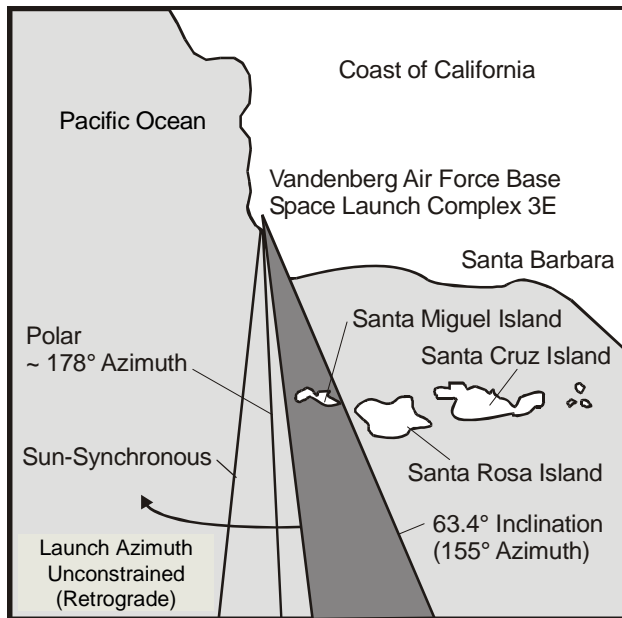 Coast of California
Pacific Ocean
Vandenberg Air Force Base
Space Launch Complex 3E
Santa Barbara
Santa Miguel Island
Polar
~ 178° Azimuth
Santa Cruz Island
Sun-Synchronous
Santa Rosa Island
63.4° Inclination
(155° Azimuth)
Launch Azimuth
Unconstrained
(Retrograde)